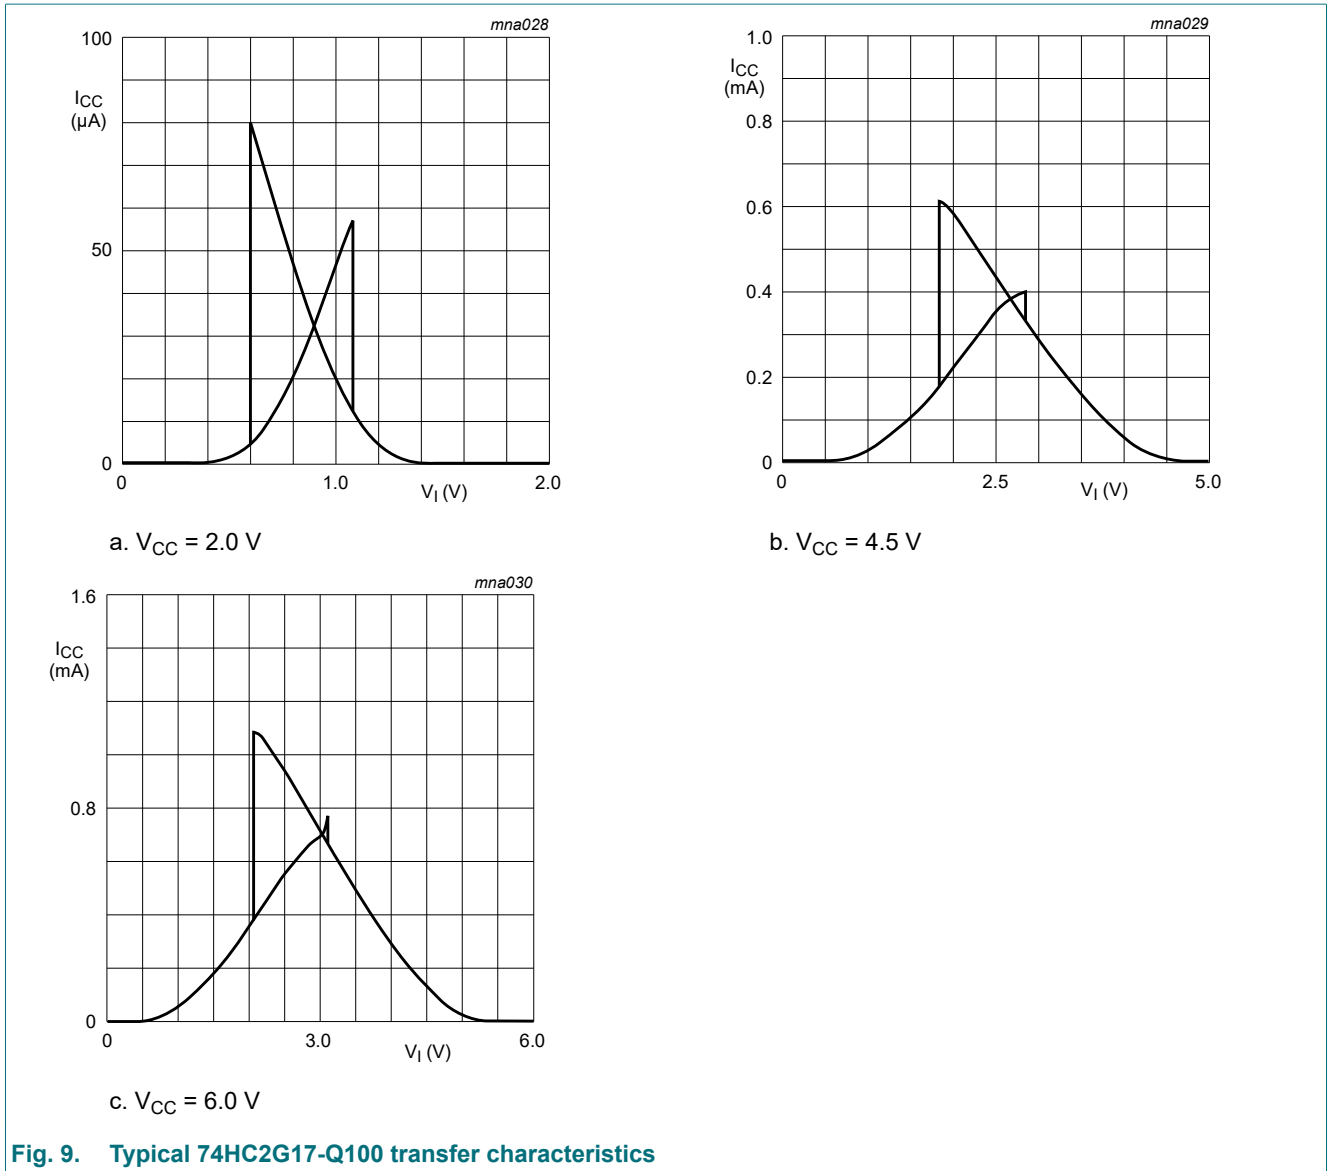 mna028
100
ICC
(µA)
50
0
0
1.0
VI (V)
2.0
a. VCC = 2.0 V
mna029
1.0
ICC
(mA)
0.8
0.6
0.4
0.2
0
0
2.5
VI (V)
5.0
b. VCC = 4.5 V
mna030
1.6
ICC
(mA)
0.8
0
0
3.0
VI (V)
6.0
c. VCC = 6.0 V
Fig. 9. Typical 74HC2G17-Q100 transfer characteristics